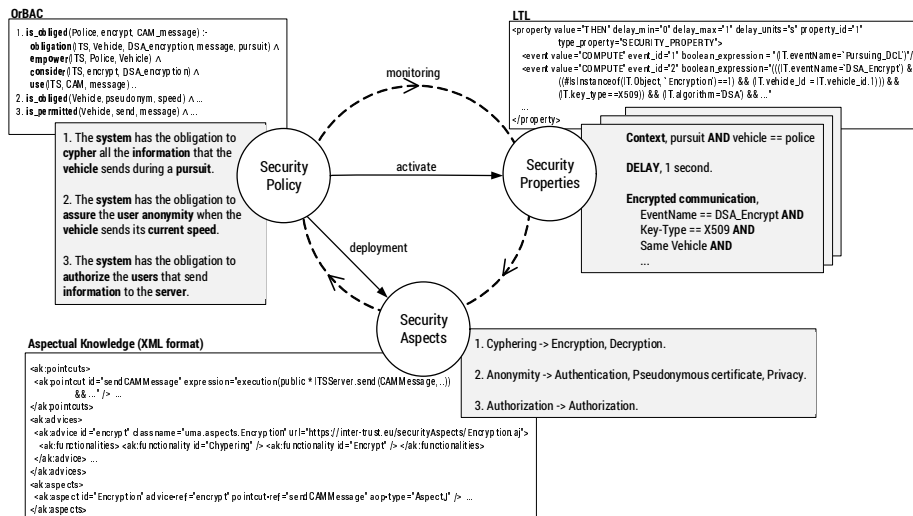 OrBAC
1. is_obliged(Police, encrypt, CAM_message) :-
obligation(ITS, Vehicle, DSA_encryption, message, pursuit) ∧
empower(ITS, Police, Vehicle) ∧
consider(ITS, encrypt, DSA_encryption) ∧
use(ITS, CAM, message) ..
2. is_obliged(Vehicle, pseudonym, speed) ∧ ...
3. is_permitted(Vehicle, send, message) ∧ ...
1. The system has the obligation to
cypher all the information that the
vehicle sends during a pursuit.
2. The system has the obligation to
assure the user anonymity when the
vehicle sends its current speed.
3. The system has the obligation to
authorize the users that send
information to the server.
monitoring
Security
Policy
activate
Security
Properties
deployment
Security
Aspects
LTL
<property value="THEN" delay_min="0" delay_max="1" delay_units="s" property_id="1"
type_property="SECURITY_PROPERTY">
<event value="COMPUTE" event_id="1" boolean_expression = "(IT.eventName=`Pursuing_DCL')"/
<event value="COMPUTE" event_id="2" boolean_expression="(((IT.eventName=`DSA_Encrypt') &
((#isInstanceof(IT.Object, `Encryption')==1) && (IT.vehicle_Id = IT.vehicle_id.1))) &&
(IT.key_type==X509)) && (IT.algorithm='DSA') && ..."
...
</property>
Context, pursuit AND vehicle == police
DELAY, 1 second.
Encrypted communication,
EventName == DSA_Encrypt AND
Key-Type == X509 AND
Same Vehicle AND
...
Aspectual Knowledge (XML format)
<ak:pointcuts>
<ak:pointcut id="sendCAMMessage" expression="execution(public * ITSServer.send(CAMMessage, ..))
&& ..." /> ...
</ak:pointcuts>
<ak:advices>
<ak:advice id="encrypt" classname="uma.aspects.Encryption" url="https://inter-trust.eu/securityAspects/Encryption.aj">
<ak:functionalities> <ak:functionality id="Chypering" /> <ak:functionality id="Encrypt" /> </ak:functionalities>
</ak:advice> ...
</ak:advices>
<ak:aspects>
<ak:aspect id="Encryption" advice-ref="encrypt" pointcut-ref="sendCAMMessage" aop-type="AspectJ" /> ...
</ak:aspects>
1. Cyphering -> Encryption, Decryption.
2. Anonymity -> Authentication, Pseudonymous certificate, Privacy.
3. Authorization -> Authorization.